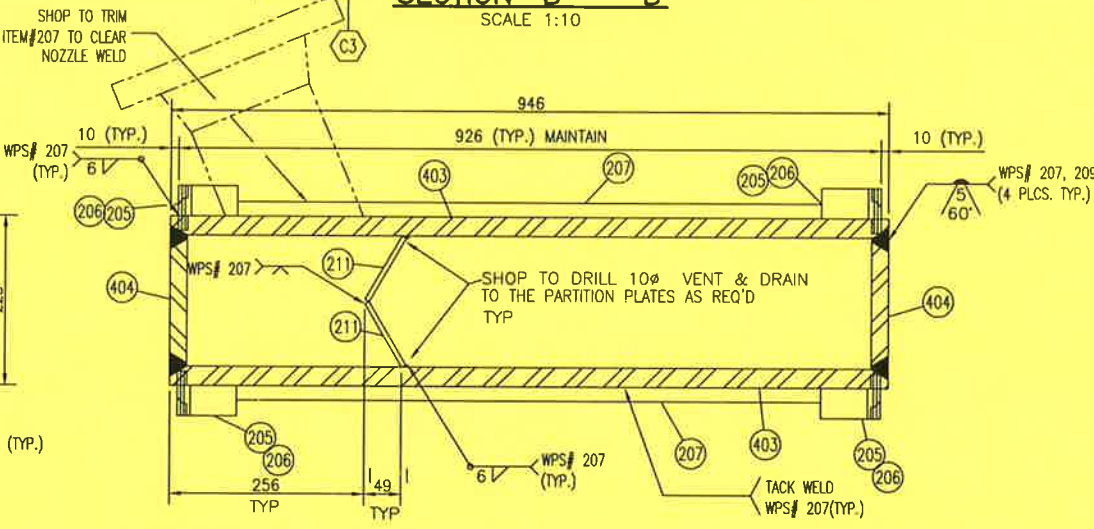 SCALE 1:10
SHOP TO TRIM
ITEM#207 TO CLEAR
NOZZLE WELD
C3
946
10 (TYP.)
926 (TYP.) MAINTAIN
10 (TYP.)
WPS# 207
(TYP.)
6
403
207
205 206
WPS# 207, 209
(4 PLCS. TYP.)
5
60°
206 205
WPS# 207
211
SHOP TO DRILL 10ø VENT & DRAIN
TO THE PARTITION PLATES AS REQ'D
TYP
404
404
211
(TYP.)
205
206
6
WPS# 207
(TYP.)
207
403
205
206
256
TYP
49
TYP
TACK WELD
WPS# 207(TYP.)